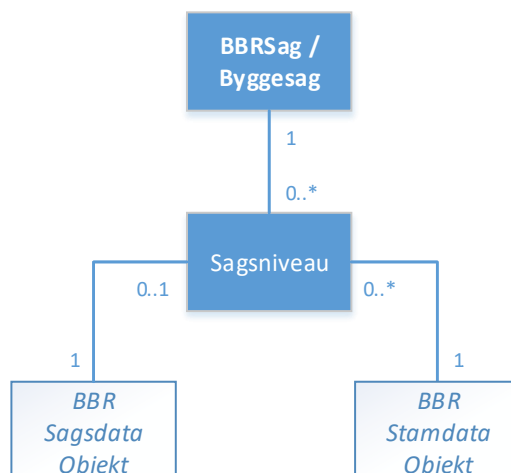 BBRSag /
Byggesag
1
0..*
Sagsniveau
0..1
0..*
1
1
BBR
Sagsdata
Objekt
BBR
Stamdata
Objekt